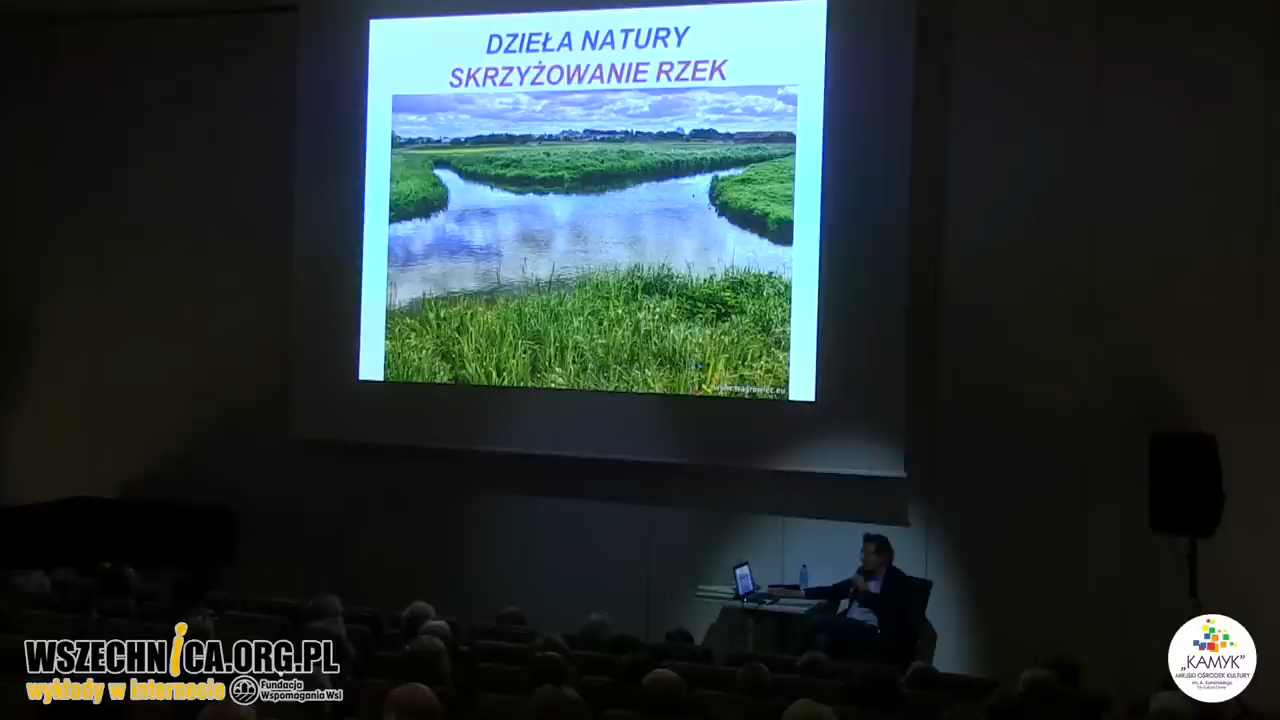 DZIEŁA NATURY
SKRZYŻOWANIE RZEK
www.wagrowiec.eu
WSZECHNiCA.ORG.PL
wykłady w internecie
Fundacja
Wspomagania Wsi
„KAMYK”
MIEJSKI OŚRODEK KULTURY